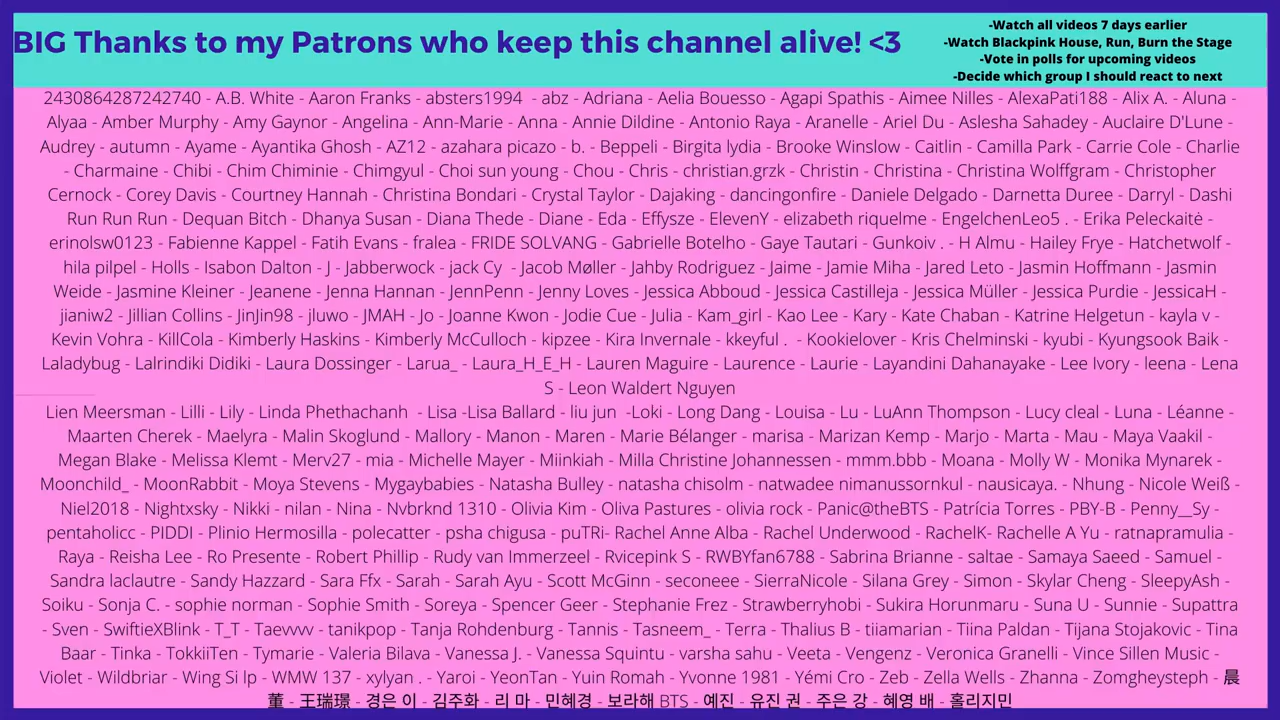 BIG Thanks to my Patrons who keep this channel alive! <3
-Watch all videos 7 days earlier
-Watch Blackpink House, Run, Burn the Stage
-Vote in polls for upcoming videos
-Decide which group I should react to next
2430864287242740 - A.B. White - Aaron Franks - absters1994 - abz - Adriana - Aelia Bouesso - Agapi Spathis - Aimee Nilles - AlexaPati188 - Alix A. - Aluna -
Alyaa - Amber Murphy - Amy Gaynor - Angelina - Ann-Marie - Anna - Annie Dildine - Antonio Raya - Aranelle - Ariel Du - Aslesha Sahadey - Auclaire D'Lune -
Audrey - autumn - Ayame - Ayantika Ghosh - AZ12 - azahara picazo - b. - Beppeli - Birgita lydia - Brooke Winslow - Caitlin - Camilla Park - Carrie Cole - Charlie
- Charmaine - Chibi - Chim Chiminie - Chimgyul - Choi sun young - Chou - Chris - christian.grzk - Christin - Christina - Christina Wolffgram - Christopher
Cernock - Corey Davis - Courtney Hannah - Christina Bondari - Crystal Taylor - Dajaking - dancingonfire - Daniele Delgado - Darnetta Duree - Darryl - Dashi
Run Run Run - Dequan Bitch - Dhanya Susan - Diana Thede - Diane - Eda - Effysze - ElevenY - elizabeth riquelme - EngelchenLeo5 . - Erika Peleckaitė -
erinolsw0123 - Fabienne Kappel - Fatih Evans - fralea - FRIDE SOLVANG - Gabrielle Botelho - Gaye Tautari - Gunkoiv . - H Almu - Hailey Frye - Hatchetwolf -
hila pilpel - Holls - Isabon Dalton - J - Jabberwock - jack Cy - Jacob Møller - Jahby Rodriguez - Jaime - Jamie Miha - Jared Leto - Jasmin Hoffmann - Jasmin
Weide - Jasmine Kleiner - Jeanene - Jenna Hannan - JennPenn - Jenny Loves - Jessica Abboud - Jessica Castilleja - Jessica Müller - Jessica Purdie - JessicaH -
jianiw2 - Jillian Collins - JinJin98 - jluwo - JMAH - Jo - Joanne Kwon - Jodie Cue - Julia - Kam_girl - Kao Lee - Kary - Kate Chaban - Katrine Helgetun - kayla v -
Kevin Vohra - KillCola - Kimberly Haskins - Kimberly McCulloch - kipzee - Kira Invernale - kkeyful . - Kookielover - Kris Chelminski - kyubi - Kyungsook Baik -
Laladybug - Lalrindiki Didiki - Laura Dossinger - Larua_ - Laura_H_E_H - Lauren Maguire - Laurence - Laurie - Layandini Dahanayake - Lee Ivory - leena - Lena
S - Leon Waldert Nguyen
Lien Meersman - Lilli - Lily - Linda Phethachanh - Lisa -Lisa Ballard - liu jun -Loki - Long Dang - Louisa - Lu - LuAnn Thompson - Lucy cleal - Luna - Léanne -
Maarten Cherek - Maelyra - Malin Skoglund - Mallory - Manon - Maren - Marie Bélanger - marisa - Marizan Kemp - Marjo - Marta - Mau - Maya Vaakil -
Megan Blake - Melissa Klemt - Merv27 - mia - Michelle Mayer - Miinkiah - Milla Christine Johannessen - mmm.bbb - Moana - Molly W - Monika Mynarek -
Moonchild_ - MoonRabbit - Moya Stevens - Mygaybabies - Natasha Bulley - natasha chisolm - natwadee nimanussornkul - nausicaya. - Nhung - Nicole Weiß -
Niel2018 - Nightxsky - Nikki - nilan - Nina - Nvbrknd 1310 - Olivia Kim - Oliva Pastures - olivia rock - Panic@theBTS - Patrícia Torres - PBY-B - Penny__Sy -
pentaholicc - PIDDI - Plinio Hermosilla - polecatter - psha chigusa - puTRi- Rachel Anne Alba - Rachel Underwood - RachelK- Rachelle A Yu - ratnapramulia -
Raya - Reisha Lee - Ro Presente - Robert Phillip - Rudy van Immerzeel - Rvicepink S - RWBYfan6788 - Sabrina Brianne - saltae - Samaya Saeed - Samuel -
Sandra laclautre - Sandy Hazzard - Sara Ffx - Sarah - Sarah Ayu - Scott McGinn - seconeee - SierraNicole - Silana Grey - Simon - Skylar Cheng - SleepyAsh -
Soiku - Sonja C. - sophie norman - Sophie Smith - Soreya - Spencer Geer - Stephanie Frez - Strawberryhobi - Sukira Horunmaru - Suna U - Sunnie - Supattra
- Sven - SwiftieXBlink - T_T - Taevvvv - tanikpop - Tanja Rohdenburg - Tannis - Tasneem_ - Terra - Thalius B - tiiamarian - Tiina Paldan - Tijana Stojakovic - Tina
Baar - Tinka - TokkiiTen - Tymarie - Valeria Bilava - Vanessa J. - Vanessa Squintu - varsha sahu - Veeta - Vengenz - Veronica Granelli - Vince Sillen Music -
Violet - Wildbriar - Wing Si lp - WMW 137 - xylyan . - Yaroi - YeonTan - Yuin Romah - Yvonne 1981 - Yémi Cro - Zeb - Zella Wells - Zhanna - Zomgheysteph - 晨
董 - 王瑞璟 - 경은 이 - 김주화 - 리 마 - 민혜경 - 보라해 BTS - 예진 - 유진 권 - 주은 강 - 혜영 배 - 홀리지민